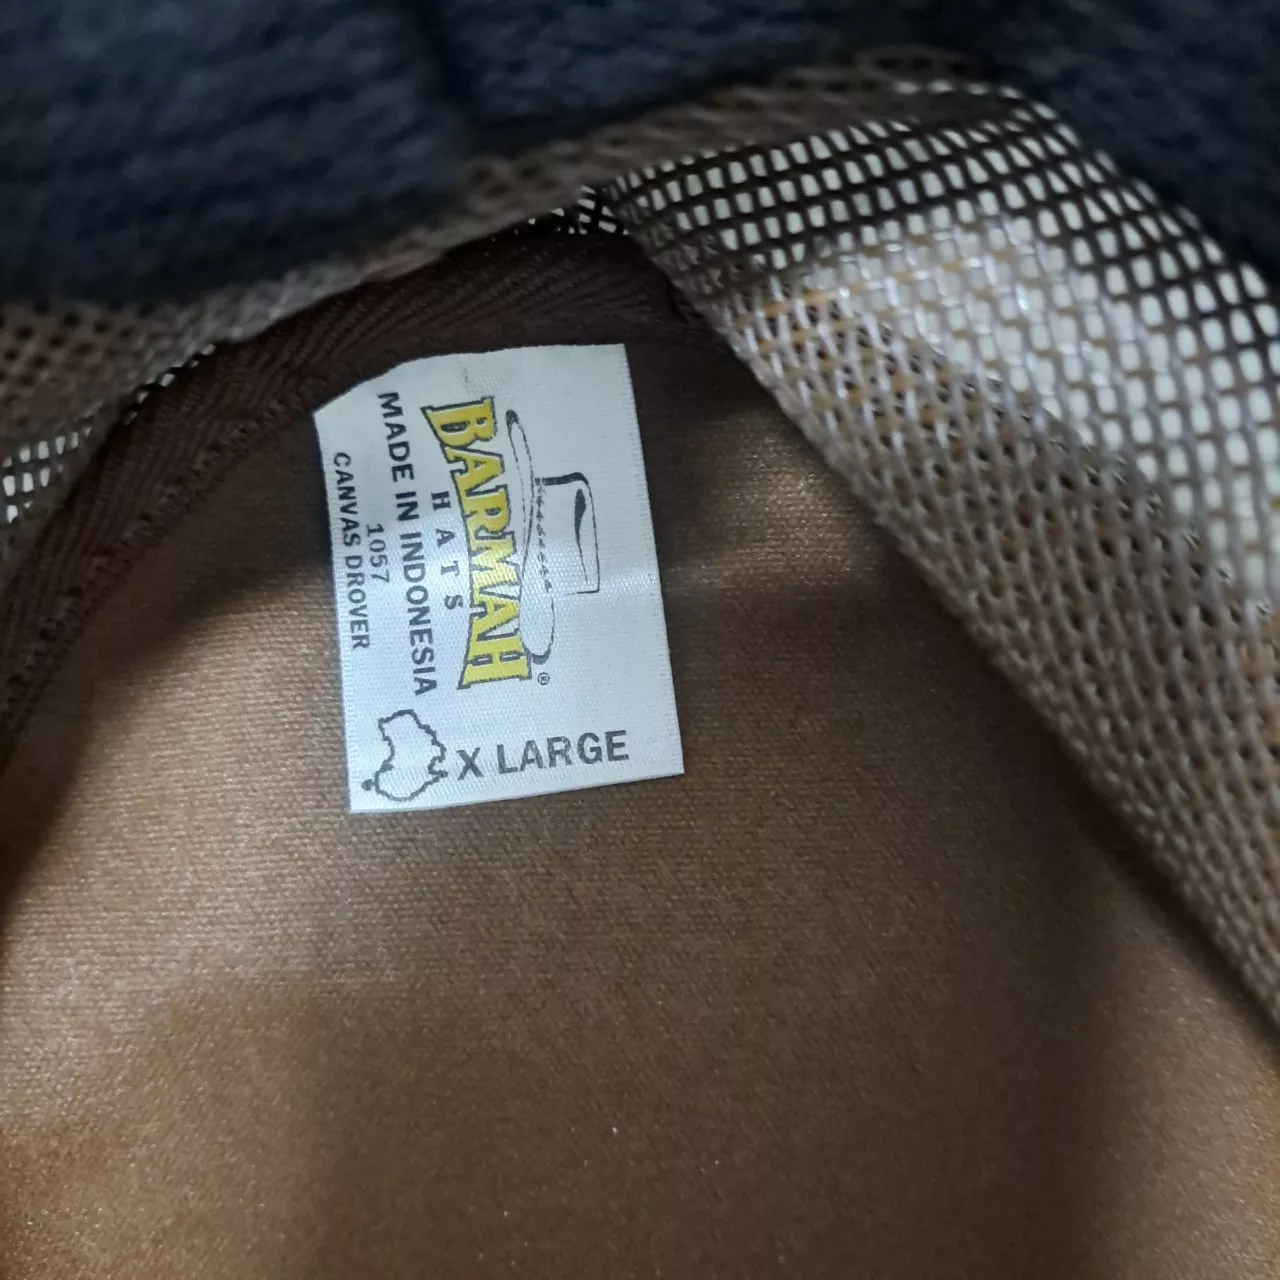 BARMAH®
HATS
MADE IN INDONESIA
1057
CANVAS DROVER
X LARGE